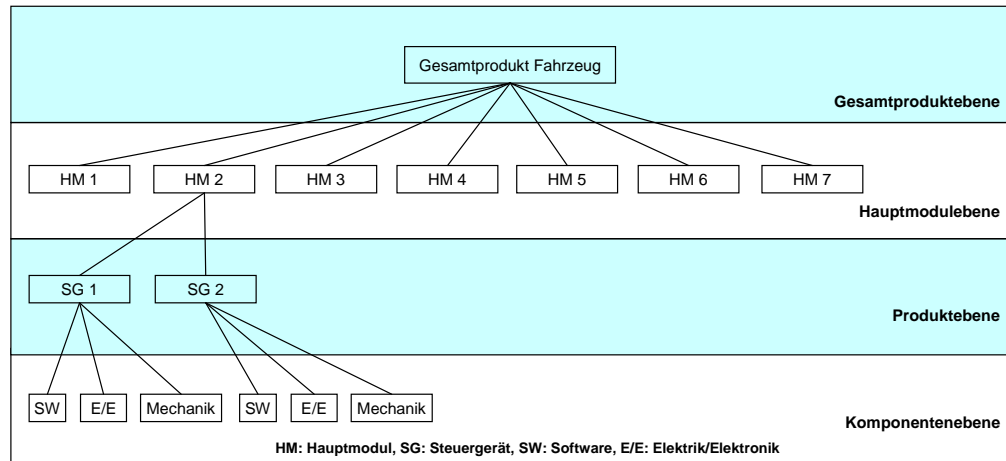 Gesamtprodukt Fahrzeug
Gesamtproduktebene
HM 1 HM 2 HM 3 HM 4 HM 5 HM 6 HM 7
Hauptmodulebene
SG 1 SG 2
Produktebene
SW E/E Mechanik SW E/E Mechanik
Komponentenebene
HM: Hauptmodul, SG: Steuergerät, SW: Software, E/E: Elektrik/Elektronik